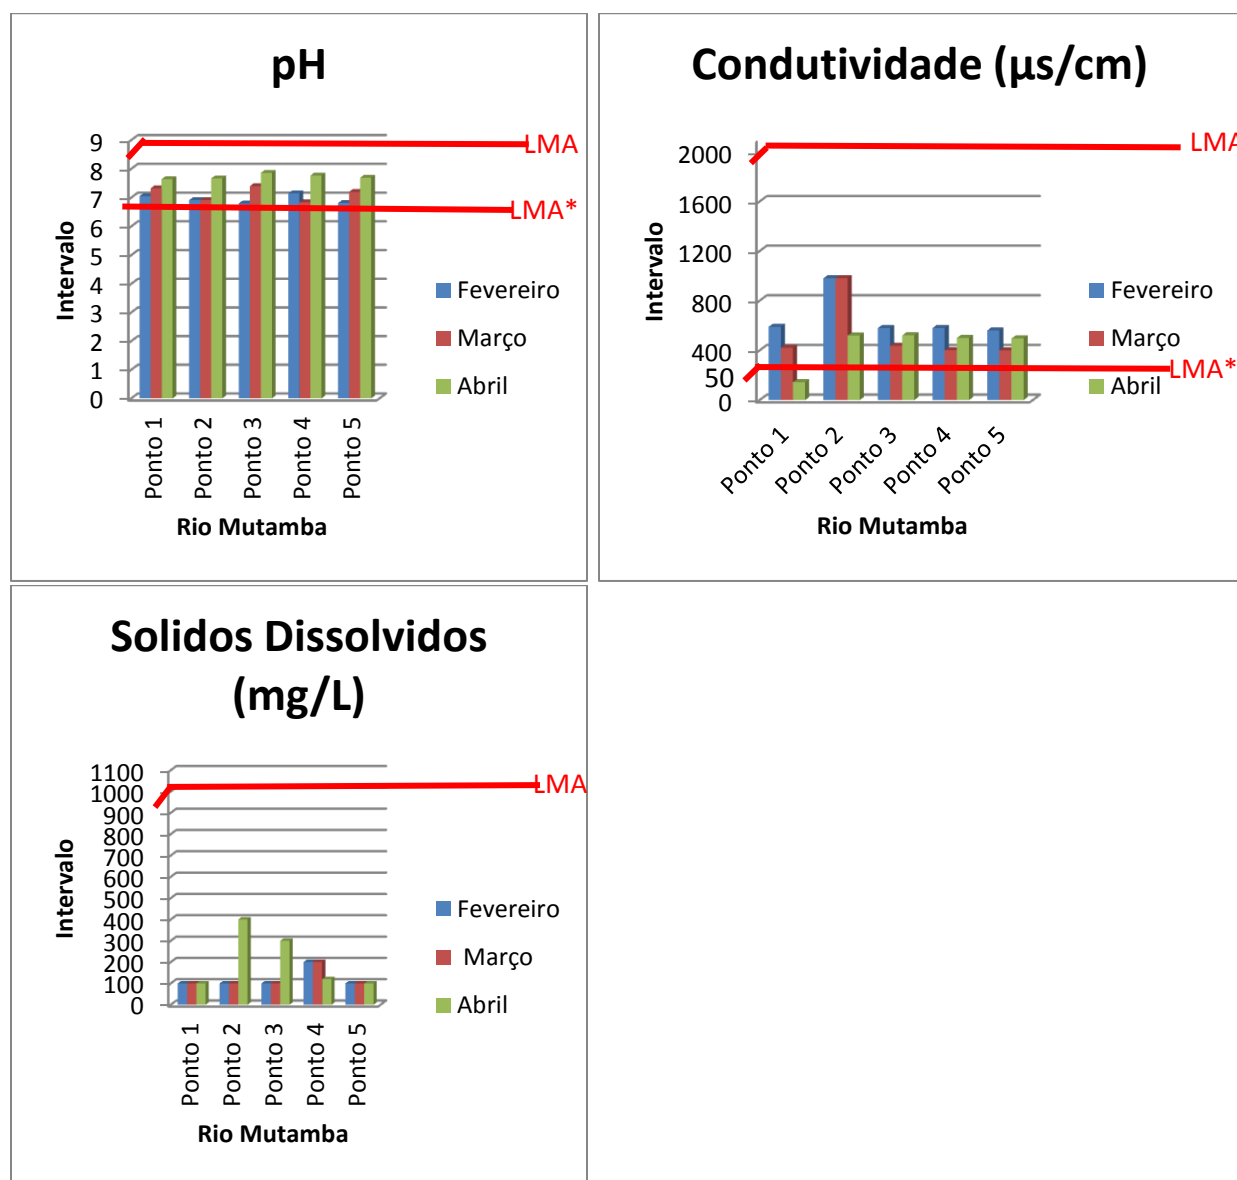 pH
9
8
7
6
5
4
3
2
1
0
LMA
LMA*
Intervalo
Fevereiro
Março
Abril
Ponto 1
Ponto 2
Ponto 3
Ponto 4
Ponto 5
Rio Mutamba
Condutividade (µs/cm)
2000
1600
1200
800
400
50
0
LMA
LMA*
Intervalo
Fevereiro
Março
Abril
Ponto 1
Ponto 2
Ponto 3
Ponto 4
Ponto 5
Rio Mutamba
Solidos Dissolvidos
(mg/L)
1100
1000
900
800
700
600
500
400
300
200
100
0
LMA
Intervalo
Fevereiro
Março
Abril
Ponto 1
Ponto 2
Ponto 3
Ponto 4
Ponto 5
Rio Mutamba